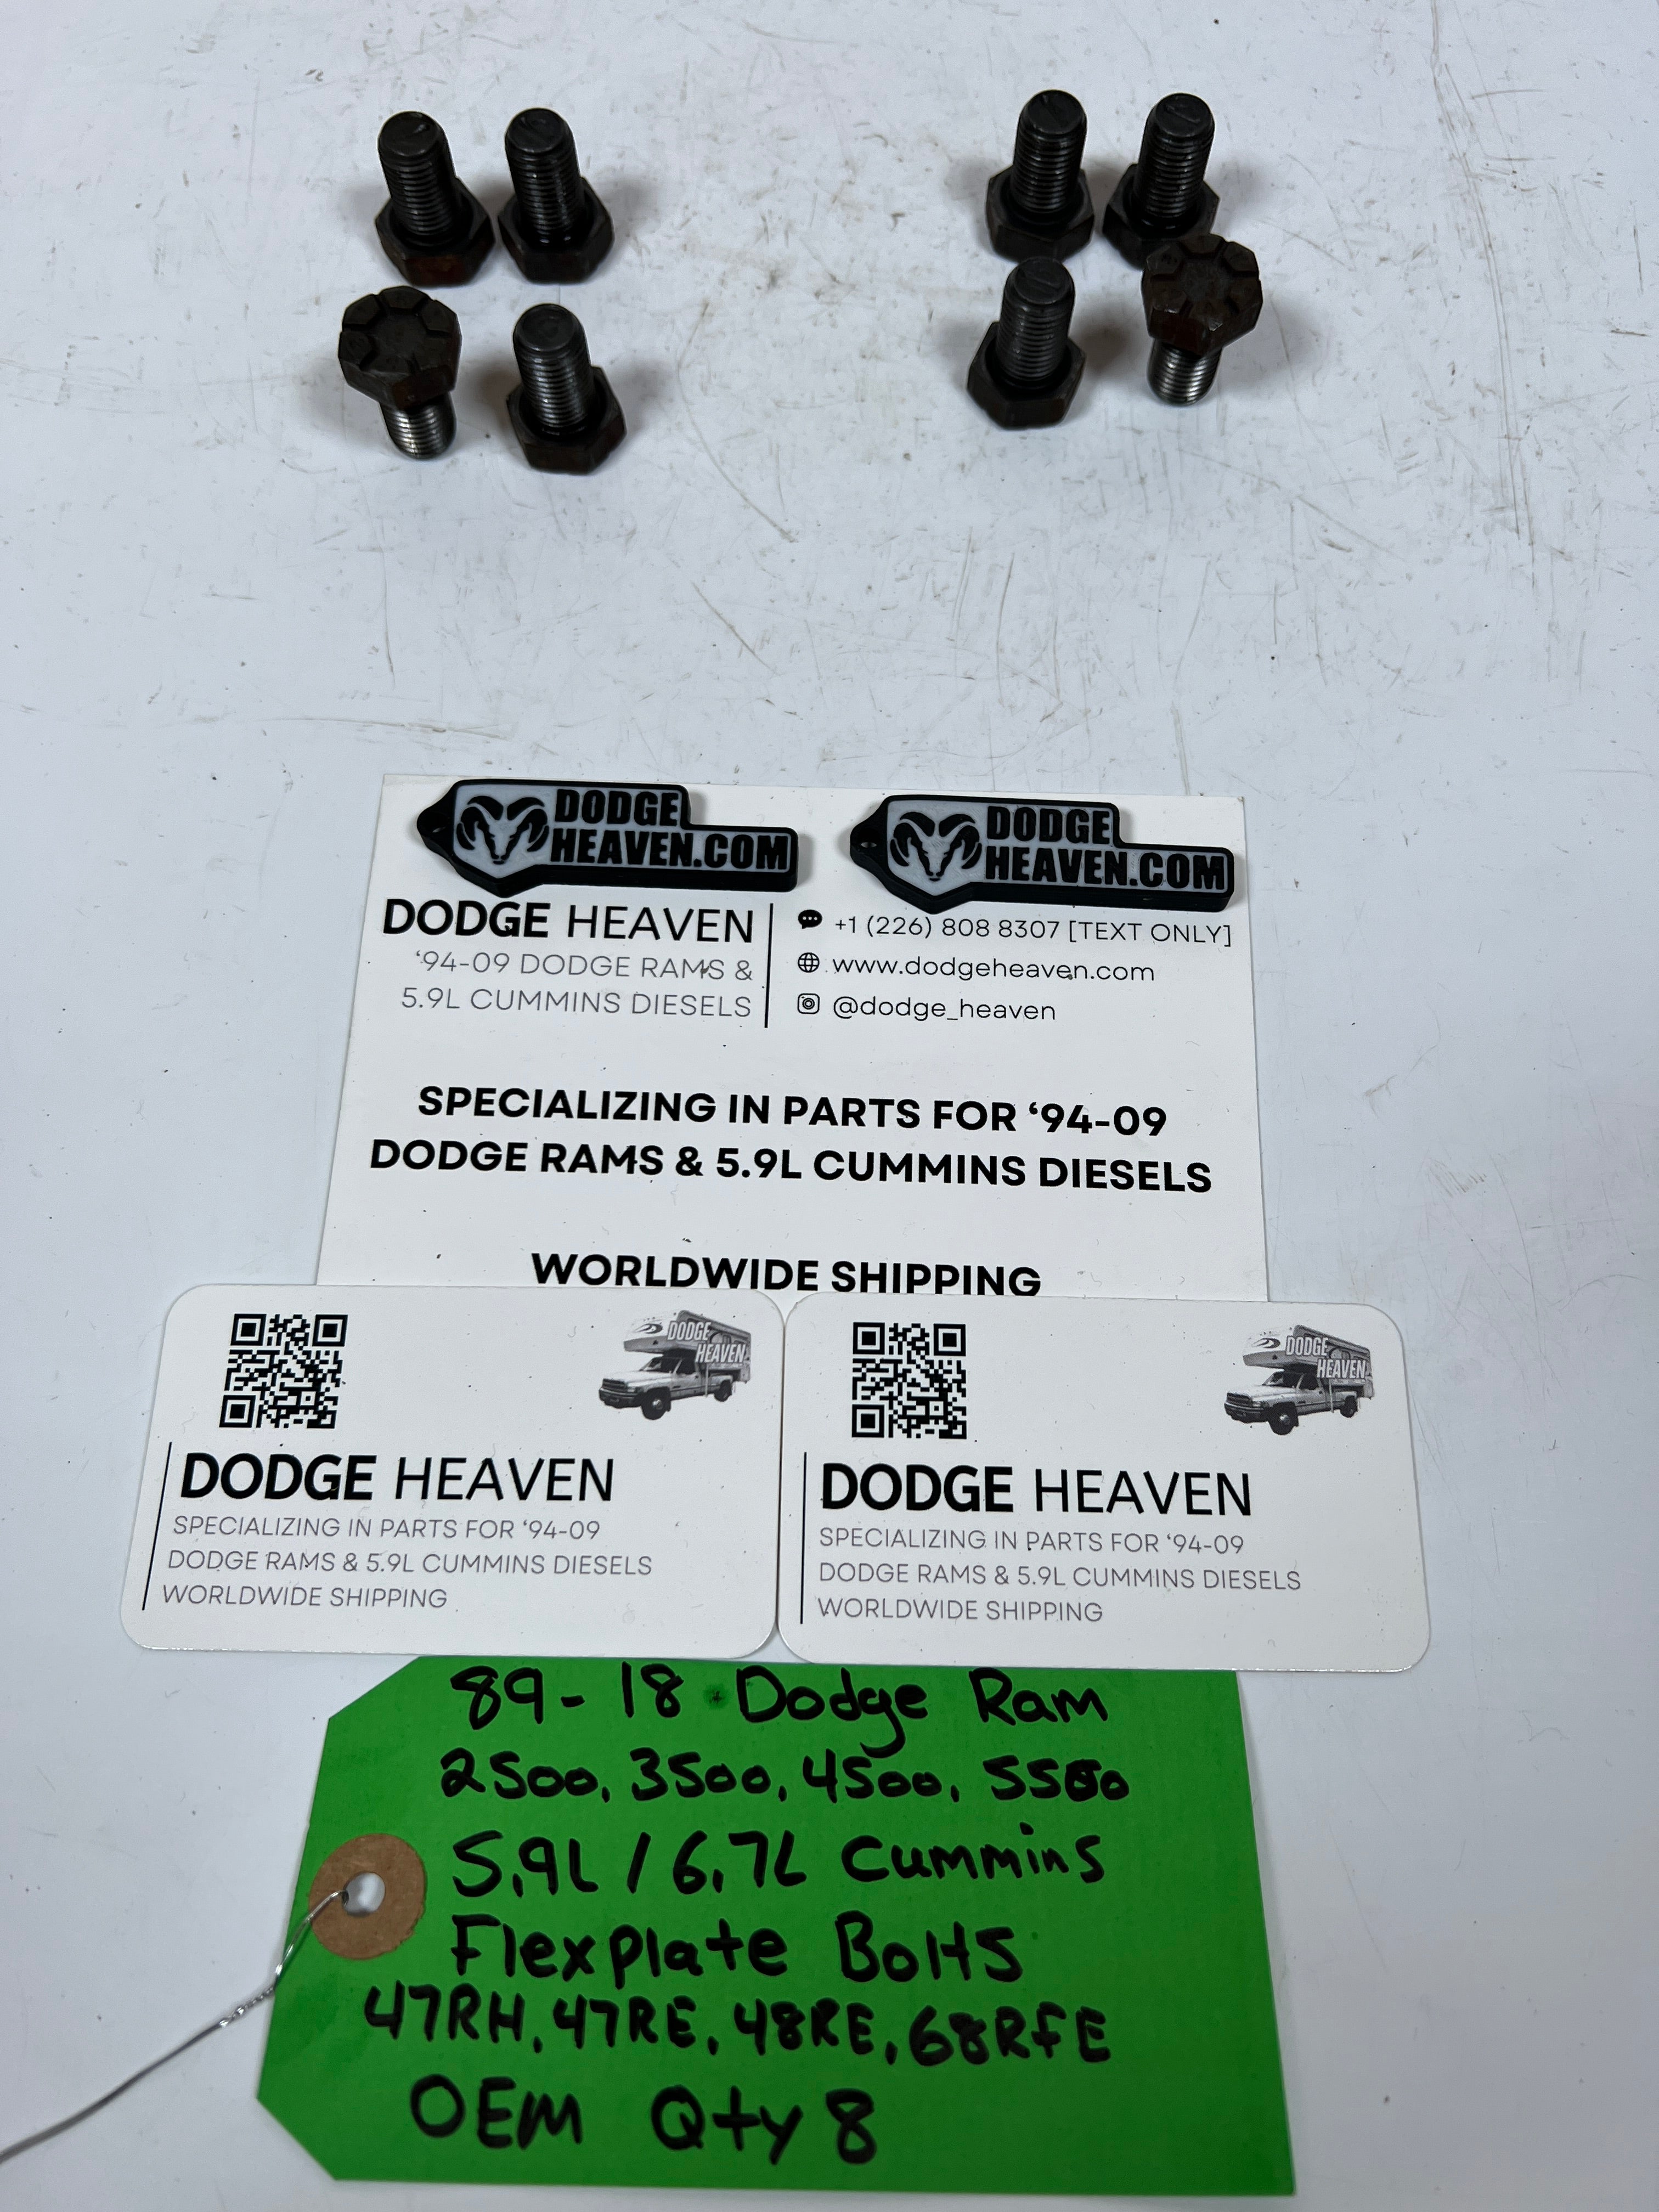 DODGE
HEAVEN.COM
DODGE
HEAVEN.COM
DODGE HEAVEN
‘94-09 DODGE RAMS &
5.9L CUMMINS DIESELS
+1 (226) 808 8307 [TEXT ONLY]
www.dodgeheaven.com
@dodge_heaven
SPECIALIZING IN PARTS FOR ‘94-09
DODGE RAMS & 5.9L CUMMINS DIESELS
WORLDWIDE SHIPPING
DODGE
HEAVEN
DODGE HEAVEN
SPECIALIZING IN PARTS FOR ‘94-09
DODGE RAMS & 5.9L CUMMINS DIESELS
WORLDWIDE SHIPPING
DODGE
HEAVEN
DODGE HEAVEN
SPECIALIZING IN PARTS FOR ‘94-09
DODGE RAMS & 5.9L CUMMINS DIESELS
WORLDWIDE SHIPPING
89-18 Dodge Ram
2500, 3500, 4500, 5500
5.9L / 6.7L Cummins
Flexplate Bolts
47RH, 47RE, 48RE, 68RFE
OEM Qty 8